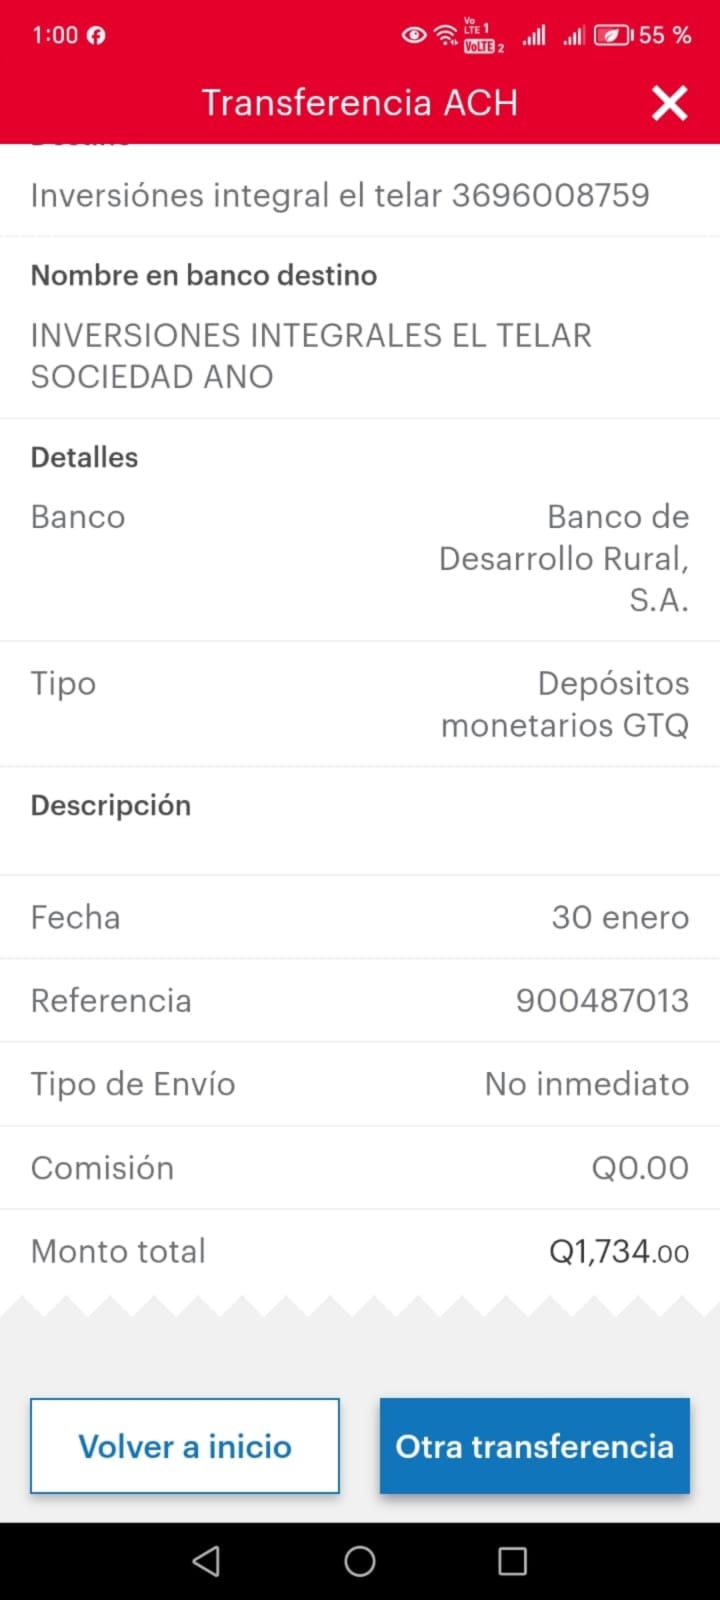 1:00
Vo
LTE 1
VoLTE 2
55 %
Transferencia ACH
Inversiónes integral el telar 3696008759
Nombre en banco destino
INVERSIONES INTEGRALES EL TELAR
SOCIEDAD ANO
Detalles
Banco
Banco de
Desarrollo Rural,
S.A.
Tipo
Depósitos
monetarios GTQ
Descripción
Fecha
30 enero
Referencia
900487013
Tipo de Envío
No inmediato
Comisión
Q0.00
Monto total
Q1,734.00
Volver a inicio
Otra transferencia